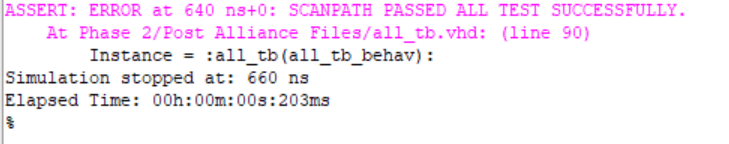 ASSERT: ERROR at 640 ns+0: SCANPATH PASSED ALL TEST SUCCESSFULLY.
At Phase 2/Post Alliance Files/all_tb.vhd: (line 90)
Instance = :all_tb(all_tb_behav):
Simulation stopped at: 660 ns
Elapsed Time: 00h:00m:00s:203ms
%